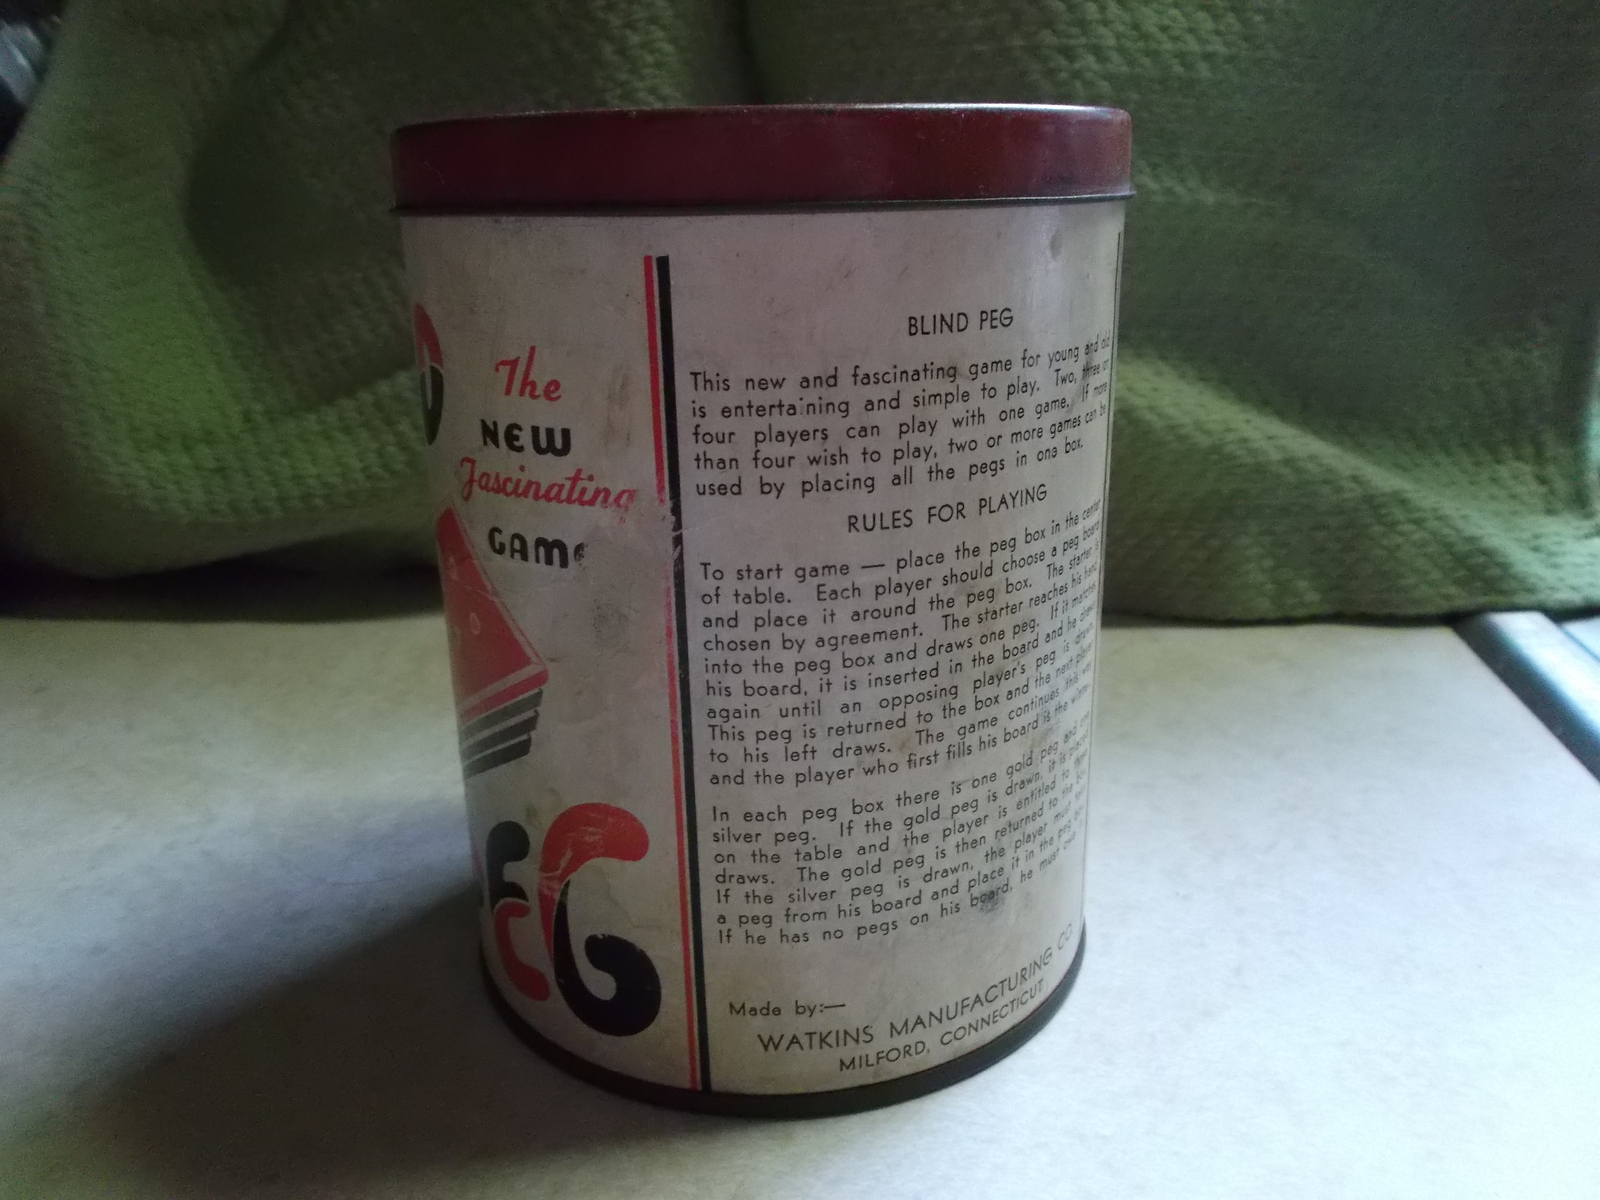 The
NEW
Fascinating
GAME
EG
BLIND PEG
This new and fascinating game for young and old
is entertaining and simple to play. Two, three or
four players can play with one game. If more
than four wish to play, two or more games can be
used by placing all the pegs in one box.
RULES FOR PLAYING
To start game — place the peg box in the center
of table. Each player should choose a peg board
and place it around the peg box. The starter is
chosen by agreement. The starter reaches his hand
into the peg box and draws one peg. If it matches
his board, it is inserted in the board and he draws
again until an opposing player's peg is drawn.
This peg is returned to the box and the next player
to his left draws. The game continues this way
and the player who first fills his board is the winner.
In each peg box there is one gold peg and one
silver peg. If the gold peg is drawn, it is placed
on the table and the player is entitled to three
draws. The gold peg is then returned to the box.
If the silver peg is drawn, the player must take
a peg from his board and place it in the peg box.
If he has no pegs on his board, he must
Made by:—
WATKINS MANUFACTURING CO.
MILFORD, CONNECTICUT